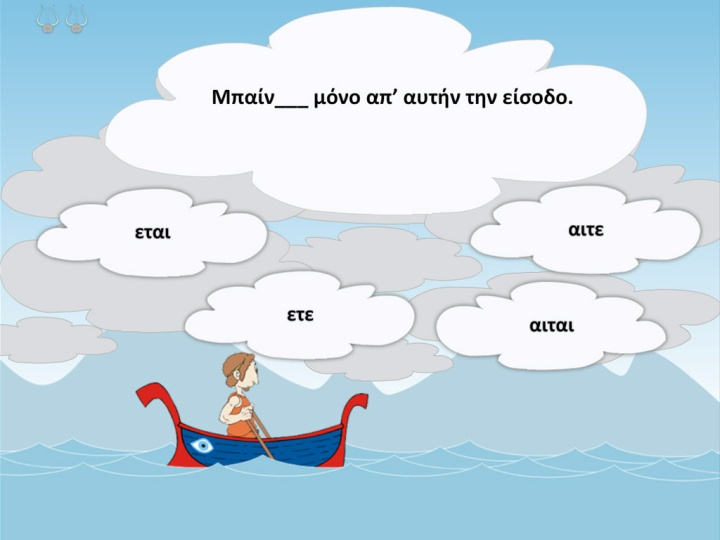 Μπαίν___ μόνο απ’ αυτήν την είσοδο.
εται
αιτε
ετε
αιται